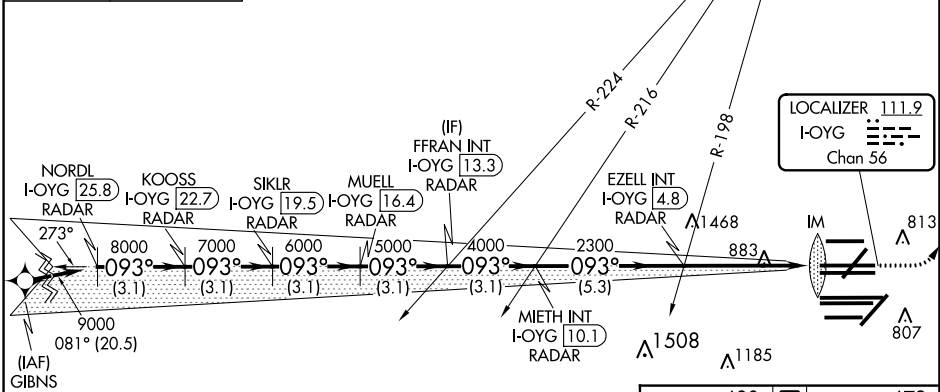 R-224
R-216
R-198
LOCALIZER 111.9
I-OYG
Chan 56
(IF)
FFRAN INT
I-OYG 13.3
RADAR
NORDL
I-OYG 25.8
RADAR
KOOSS
I-OYG 22.7
RADAR
SIKLR
I-OYG 19.5
RADAR
MUELL
I-OYG 16.4
RADAR
EZELL INT
I-OYG 4.8
RADAR
1468
IM
813
273°
8000
7000
6000
5000
4000
2300
883
093°
093°
093°
093°
093°
093°
(3.1)
(3.1)
(3.1)
(3.1)
(3.1)
(5.3)
9000
081° (20.5)
(IAF)
GIBNS
MIETH INT
I-OYG 10.1
RADAR
1508
1185
807